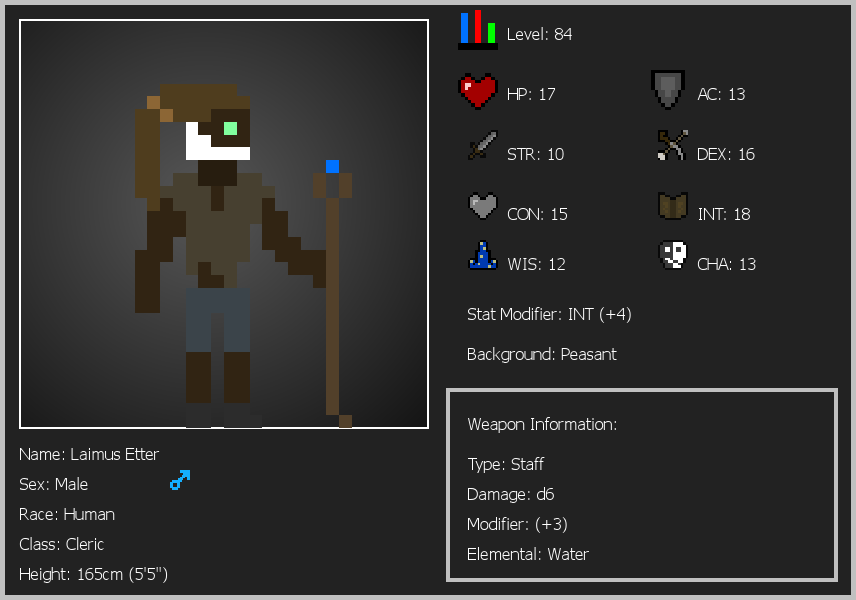 Level: 84
HP: 17
AC: 13
STR: 10
DEX: 16
CON: 15
INT: 18
WIS: 12
CHA: 13
Stat Modifier: INT (+4)
Background: Peasant
Weapon Information:
Type: Staff
Damage: d6
Modifier: (+3)
Elemental: Water
Name: Laimus Etter
Sex: Male
Race: Human
Class: Cleric
Height: 165cm (5'5")